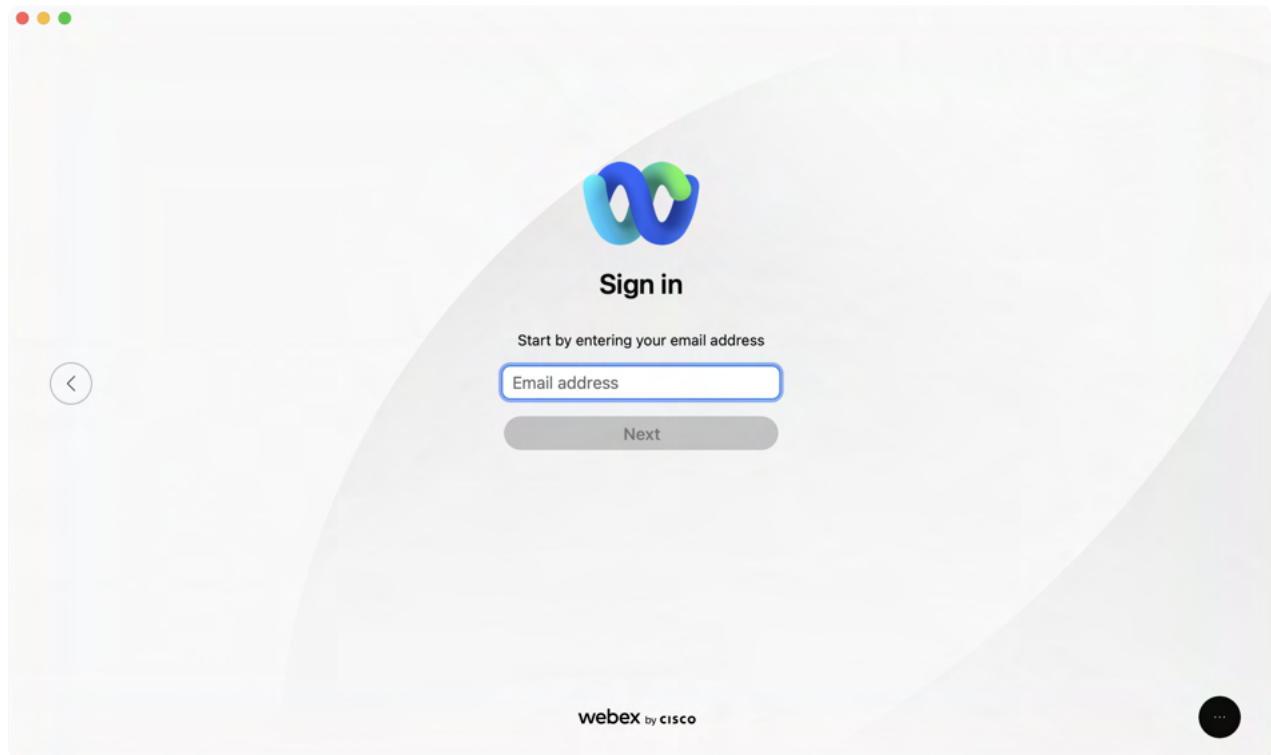 Sign in
Start by entering your email address
Email address
Next
webex by CISCO